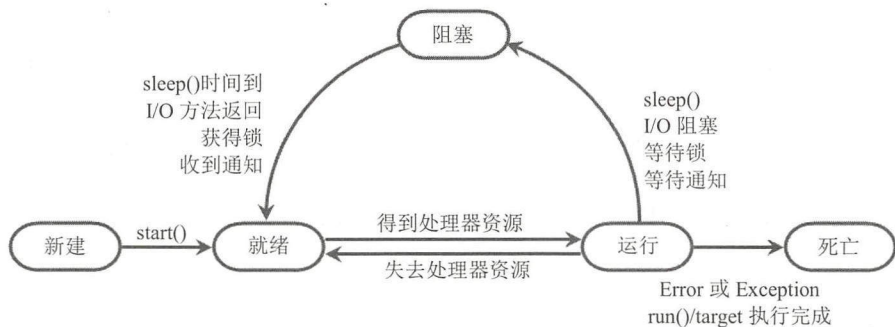 阻塞
sleep()时间到
I/O 方法返回
获得锁
收到通知
sleep()
I/O 阻塞
等待锁
等待通知
新建
start()
就绪
得到处理器资源
失去处理器资源
运行
死亡
Error 或 Exception
run()/target 执行完成